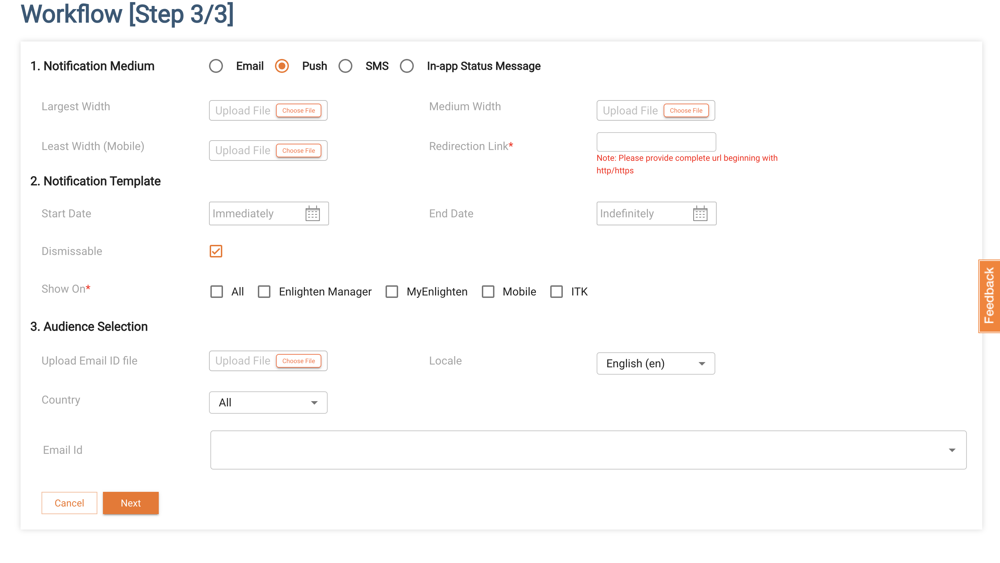 Workflow [Step 3/3]
1. Notification Medium Email Push SMS In-app Status Message
Largest Width Upload File Choose File Medium Width Upload File Choose File
Least Width (Mobile) Upload File Choose File Redirection Link*
Note: Please provide complete url beginning with
http/https
2. Notification Template
Start Date Immediately End Date Indefinitely
Dismissable
Show On* All Enlighten Manager MyEnlighten Mobile ITK
Feedback
3. Audience Selection
Upload Email ID file Upload File Choose File Locale English (en)
Country All
Email Id
Cancel Next